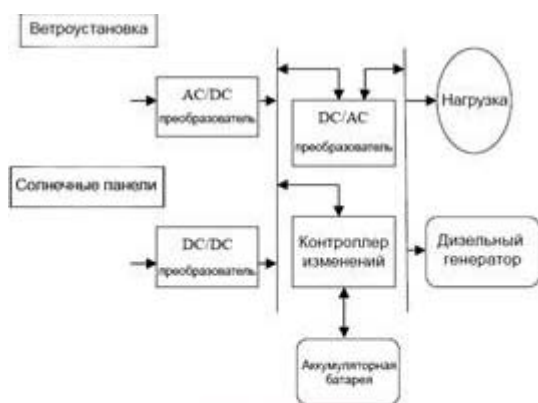 Ветроустановка
AC/DC
преобразователь
DC/AC
преобразователь
Нагрузка
Солнечные панели
DC/DC
преобразователь
Контроллер
изменений
Дизельный
генератор
Аккумуляторная
батарея